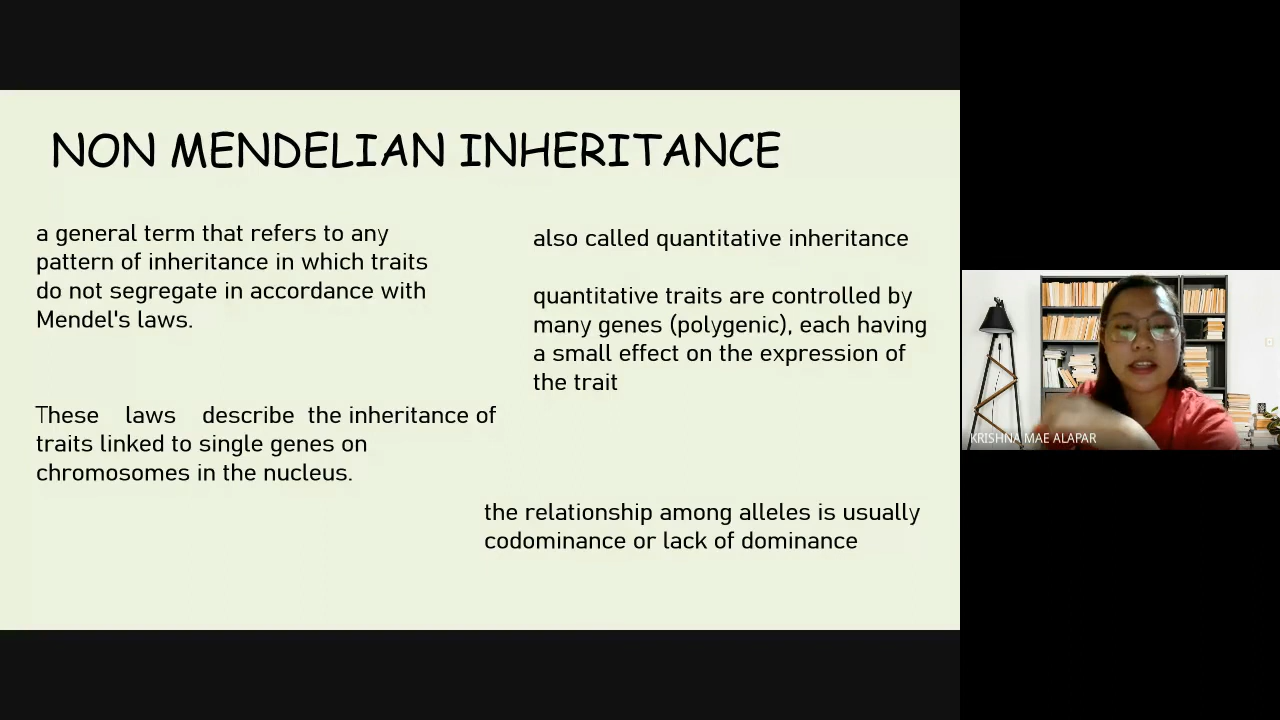 NON MENDELIAN INHERITANCE
a general term that refers to any
pattern of inheritance in which traits
do not segregate in accordance with
Mendel's laws.
These laws describe the inheritance of
traits linked to single genes on
chromosomes in the nucleus.
also called quantitative inheritance
quantitative traits are controlled by
many genes (polygenic), each having
a small effect on the expression of
the trait
the relationship among alleles is usually
codominance or lack of dominance
KRISHNA MAE ALAPAR